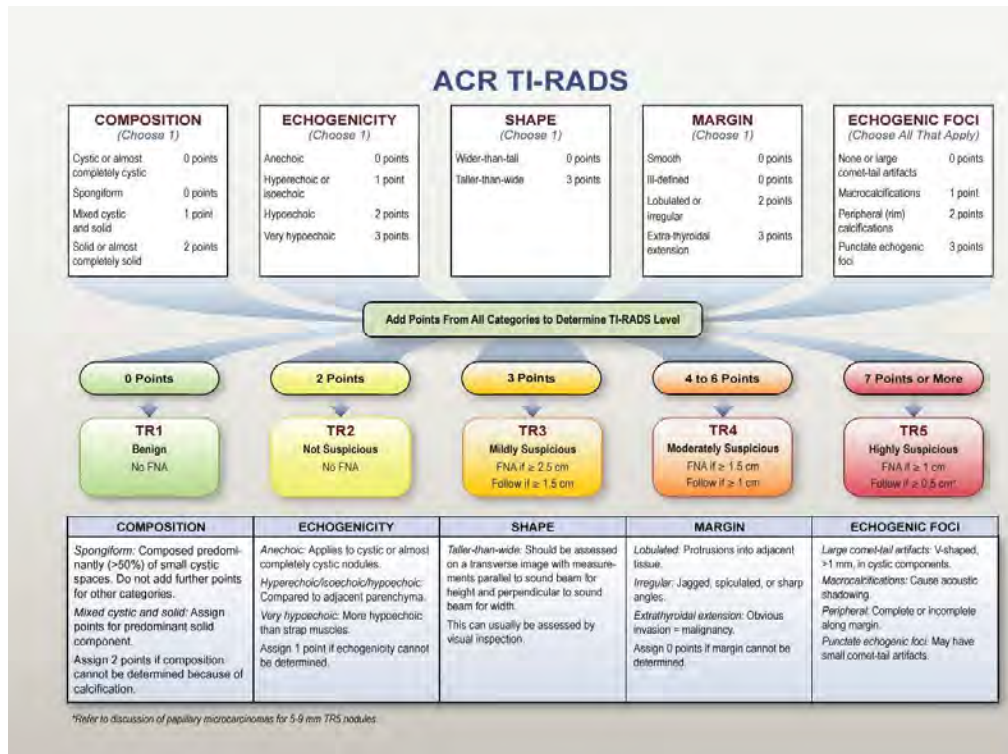 ACR TI-RADS
COMPOSITION
(Choose 1)
Cystic or almost 0 points
completely cystic
Spongiform 0 points
Mixed cystic 1 point
and solid
Solid or almost 2 points
completely solid
ECHOGENICITY
(Choose 1)
Anechoic 0 points
Hyperechoic or 1 point
isoechoic
Hypoechoic 2 points
Very hypoechoic 3 points
SHAPE
(Choose 1)
Wider-than-tall 0 points
Taller-than-wide 3 points
MARGIN
(Choose 1)
Smooth 0 points
Ill-defined 0 points
Lobulated or 2 points
irregular
Extra-thyroidal 3 points
extension
ECHOGENIC FOCI
(Choose All That Apply)
None or large 0 points
comet-tail artifacts
Macrocalcifications 1 point
Peripheral (rim) 2 points
calcifications
Punctate echogenic 3 points
foci
Add Points From All Categories to Determine TI-RADS Level
0 Points
2 Points
3 Points
4 to 6 Points
7 Points or More
TR1
Benign
No FNA
TR2
Not Suspicious
No FNA
TR3
Mildly Suspicious
FNA if ≥ 2.5 cm
Follow if ≥ 1.5 cm
TR4
Moderately Suspicious
FNA if ≥ 1.5 cm
Follow if ≥ 1 cm
TR5
Highly Suspicious
FNA if ≥ 1 cm
Follow if ≥ 0.5 cm*
COMPOSITION
Spongiform: Composed predomi-
nantly (>50%) of small cystic
spaces. Do not add further points
for other categories.
Mixed cystic and solid: Assign
points for predominant solid
component.
Assign 2 points if composition
cannot be determined because of
calcification.
ECHOGENICITY
Anechoic: Applies to cystic or almost
completely cystic nodules.
Hyperechoic/isoechoic/hypoechoic:
Compared to adjacent parenchyma.
Very hypoechoic: More hypoechoic
than strap muscles.
Assign 1 point if echogenicity cannot
be determined.
SHAPE
Taller-than-wide: Should be assessed
on a transverse image with measure-
ments parallel to sound beam for
height and perpendicular to sound
beam for width.
This can usually be assessed by
visual inspection.
MARGIN
Lobulated: Protrusions into adjacent
tissue.
Irregular: Jagged, spiculated, or sharp
angles.
Extrathyroidal extension: Obvious
invasion = malignancy.
Assign 0 points if margin cannot be
determined.
ECHOGENIC FOCI
Large comet-tail artifacts: V-shaped,
>1 mm, in cystic components.
Macrocalcifications: Cause acoustic
shadowing.
Peripheral: Complete or incomplete
along margin.
Punctate echogenic foci: May have
small comet-tail artifacts.
*Refer to discussion of papillary microcarcinomas for 5-9 mm TR5 nodules.